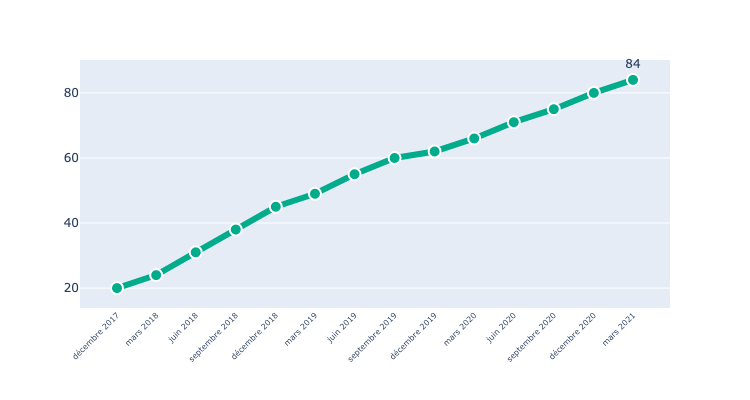 84
80
60
40
20
décembre 2017
mars 2018
juin 2018
septembre 2018
décembre 2018
mars 2019
juin 2019
septembre 2019
décembre 2019
mars 2020
juin 2020
septembre 2020
décembre 2020
mars 2021